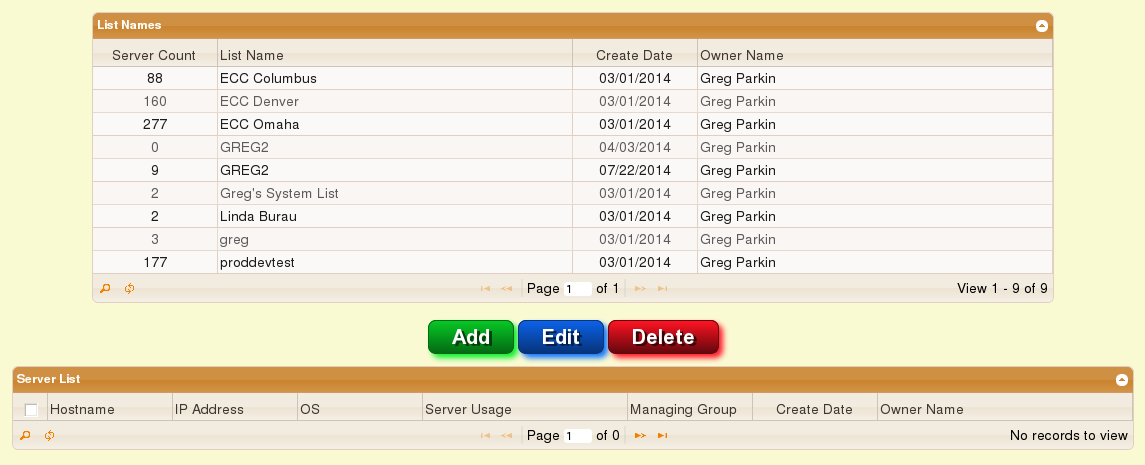 List Names
Server Count List Name Create Date Owner Name
88 ECC Columbus 03/01/2014 Greg Parkin
160 ECC Denver 03/01/2014 Greg Parkin
277 ECC Omaha 03/01/2014 Greg Parkin
0 GREG2 04/03/2014 Greg Parkin
9 GREG2 07/22/2014 Greg Parkin
2 Greg's System List 03/01/2014 Greg Parkin
2 Linda Burau 03/01/2014 Greg Parkin
3 greg 03/01/2014 Greg Parkin
177 proddevtest 03/01/2014 Greg Parkin
Page 1 of 1 View 1 - 9 of 9
Add Edit Delete
Server List
Hostname IP Address OS Server Usage Managing Group Create Date Owner Name
Page 1 of 0 No records to view